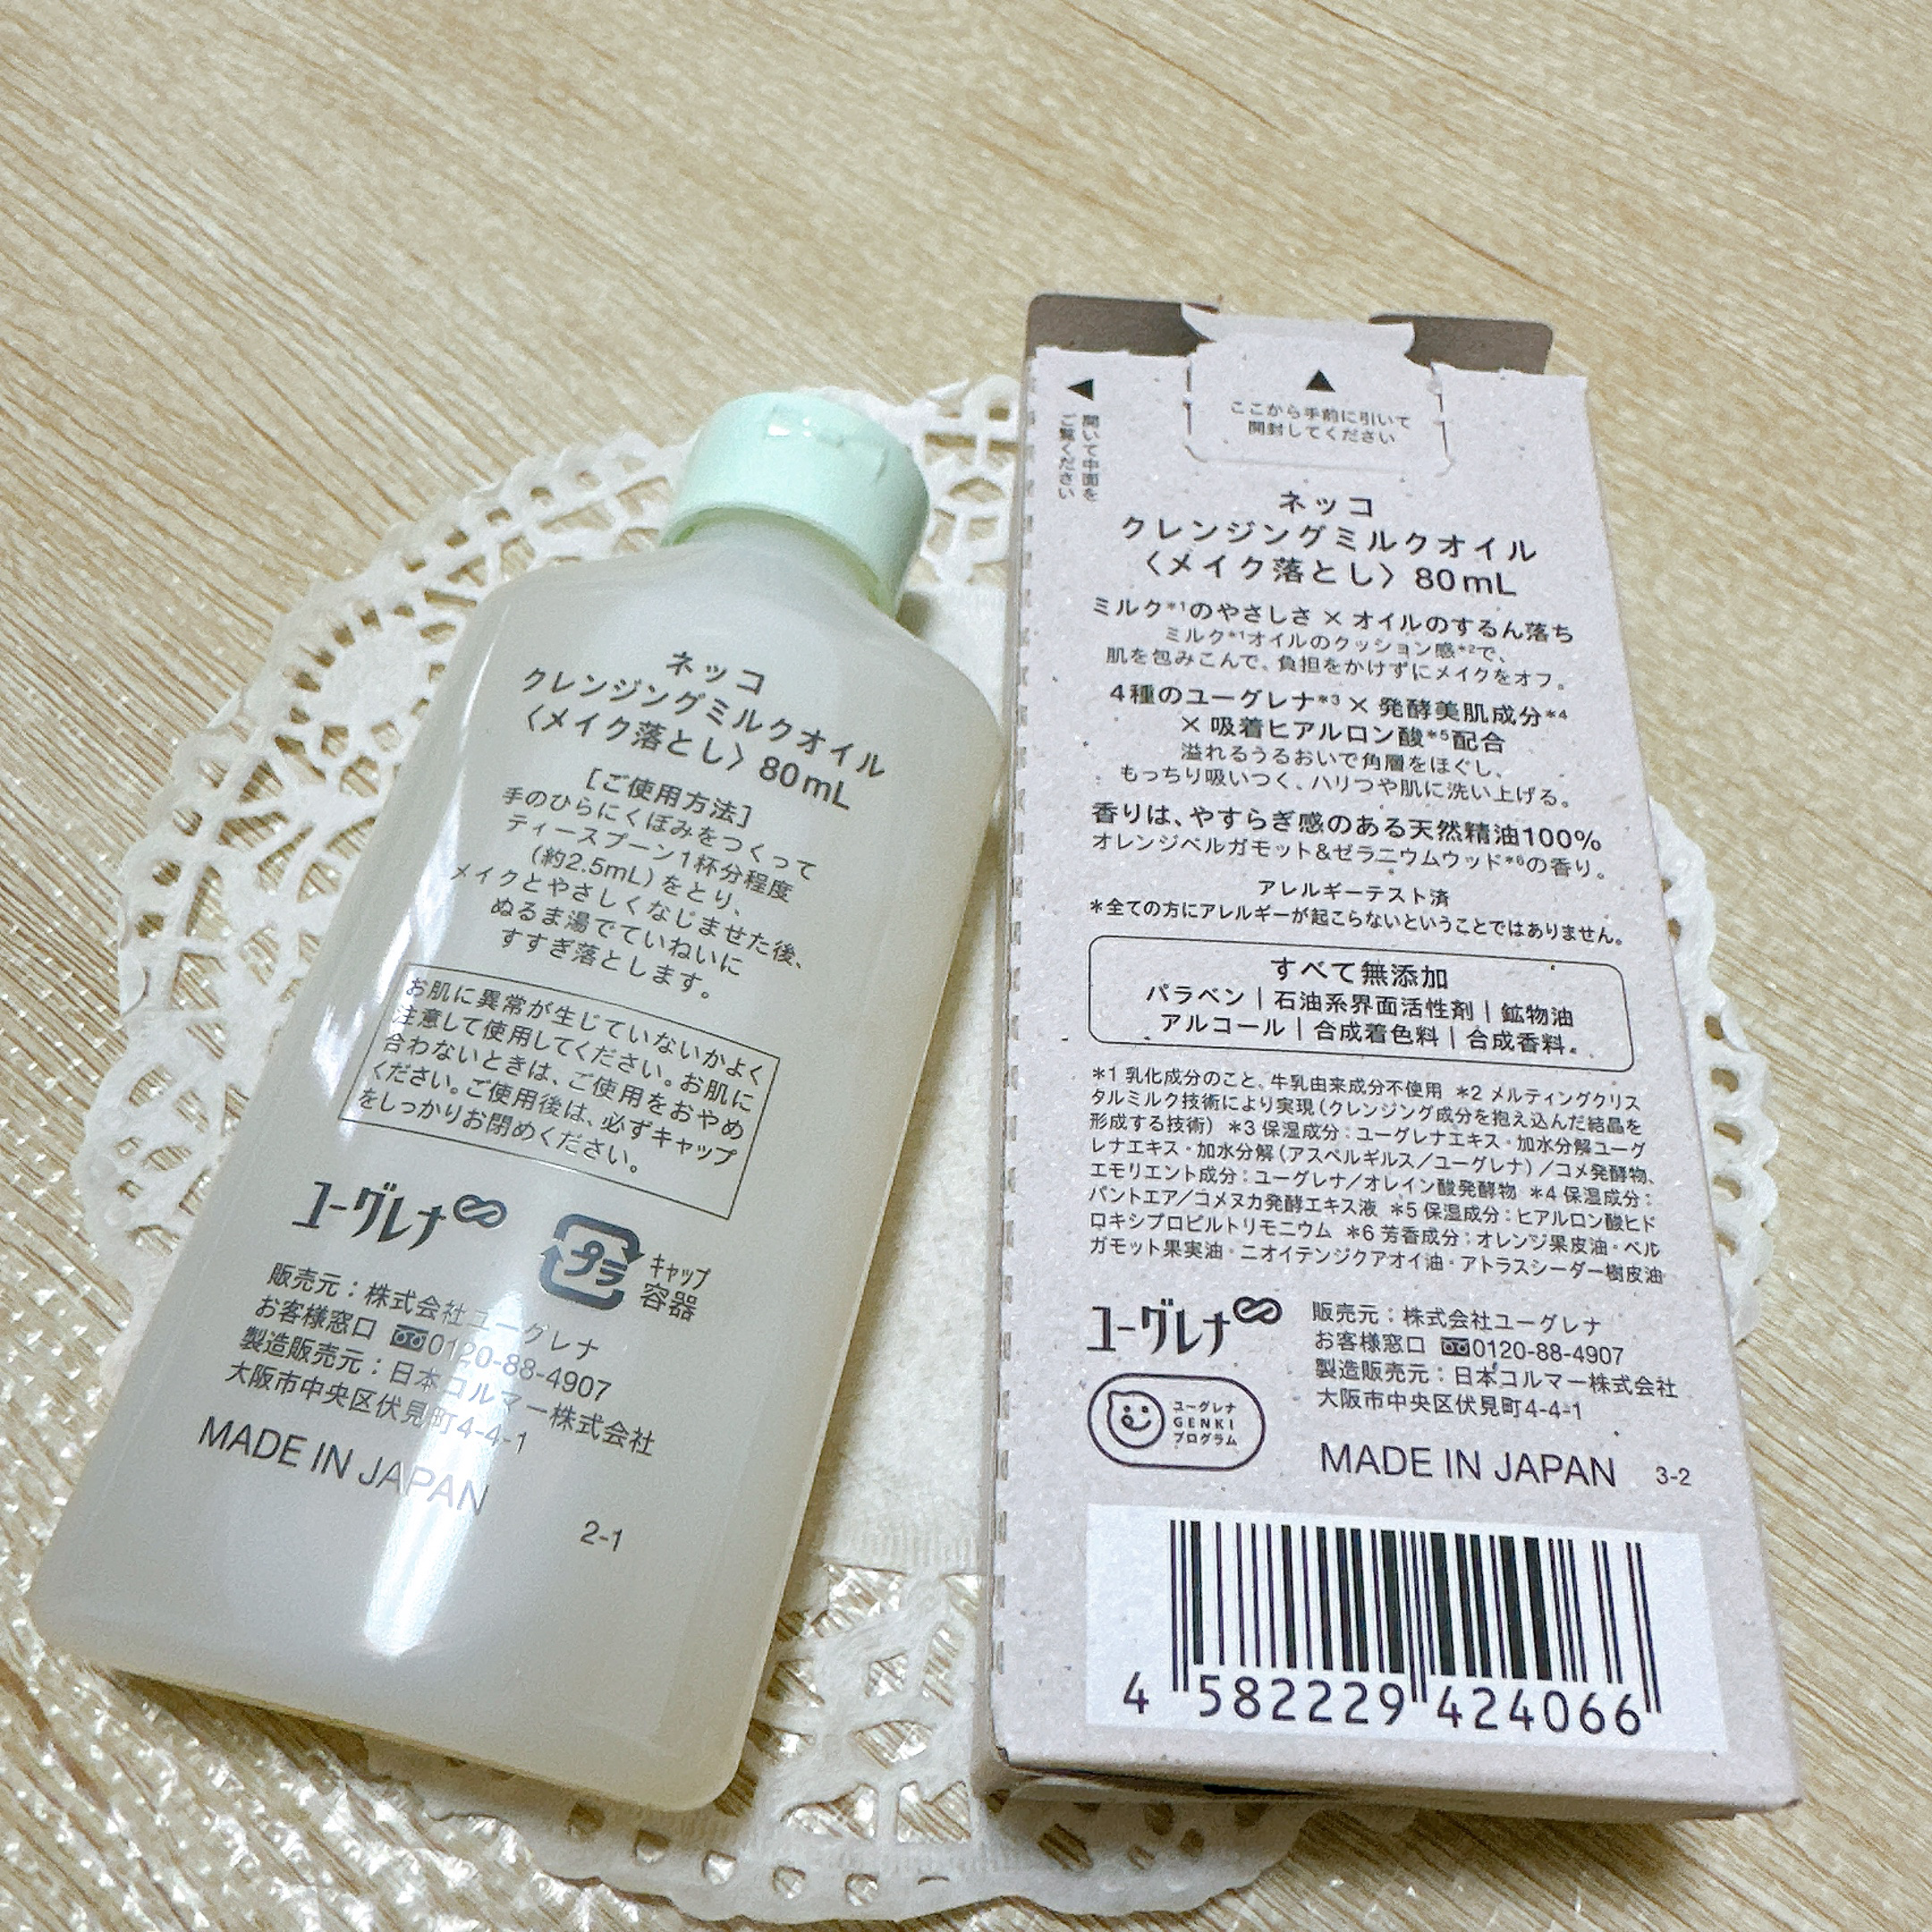 ネッコ
クレンジングミルクオイル
〈メイク落とし〉80mL
[ご使用方法]
手のひらにくぼみをつくって
ティースプーン1杯分程度
(約2.5mL)をとり、
メイクとやさしくなじませた後、
ぬるま湯でていねいに
すすぎ落とします。
お肌に異常が生じていないかよく
注意して使用してください。お肌に
合わないときは、ご使用をおやめ
ください。ご使用後は、必ずキャップ
をしっかりお閉めください。
ユーグレナ
プラ
キャップ
容器
販売元：株式会社ユーグレナ
お客様窓口 0120-88-4907
製造販売元：日本コルマー株式会社
大阪市中央区伏見町4-4-1
MADE IN JAPAN
2-1
▲
ここから手前に引いて
開封してください
◀
開いて中面を
ご覧ください
ネッコ
クレンジングミルクオイル
〈メイク落とし〉80mL
ミルク*1のやさしさ×オイルのするん落ち
ミルク*1オイルのクッション感*2で、
肌を包みこんで、負担をかけずにメイクをオフ。
4種のユーグレナ*3×発酵美肌成分*4
×吸着ヒアルロン酸*5配合
溢れるうるおいで角層をほぐし、
もっちり吸いつく、ハリつや肌に洗い上げる。
香りは、やすらぎ感のある天然精油100%
オレンジベルガモット&ゼラニウムウッド*6の香り。
アレルギーテスト済
*全ての方にアレルギーが起こらないということではありません。
すべて無添加
パラベン｜石油系界面活性剤｜鉱物油
アルコール｜合成着色料｜合成香料
*1 乳化成分のこと、牛乳由来成分不使用 *2 メルティングクリス
タルミルク技術により実現(クレンジング成分を抱え込んだ結晶を
形成する技術) *3 保湿成分：ユーグレナエキス・加水分解ユーグ
レナエキス・加水分解(アスペルギルス／ユーグレナ)／コメ発酵物、
エモリエント成分：ユーグレナ／オレイン酸発酵物 *4 保湿成分：
パントエア／コメヌカ発酵エキス液 *5 保湿成分：ヒアルロン酸ヒド
ロキシプロピルトリモニウム *6 芳香成分：オレンジ果皮油・ベル
ガモット果実油・ニオイテンジクアオイ油・アトラスシーダー樹皮油
ユーグレナ
販売元：株式会社ユーグレナ
お客様窓口 0120-88-4907
製造販売元：日本コルマー株式会社
大阪市中央区伏見町4-4-1
ユーグレナ
GENKI
プログラム
MADE IN JAPAN 3-2
4 582229 424066